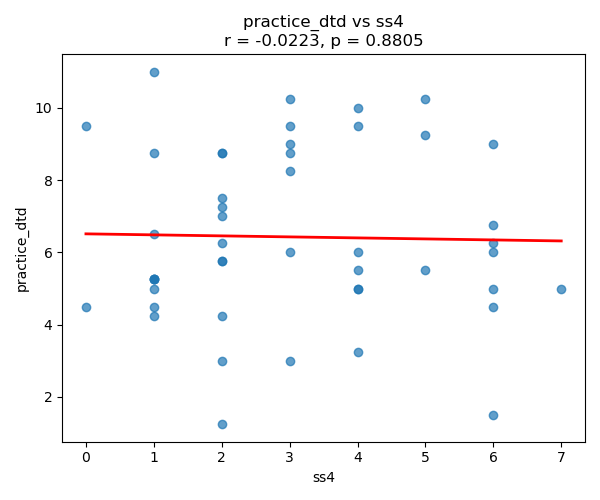 practice_dtd vs ss4
r = -0.0223, p = 0.8805
10
8
6
4
2
practice_dtd
0 1 2 3 4 5 6 7
ss4